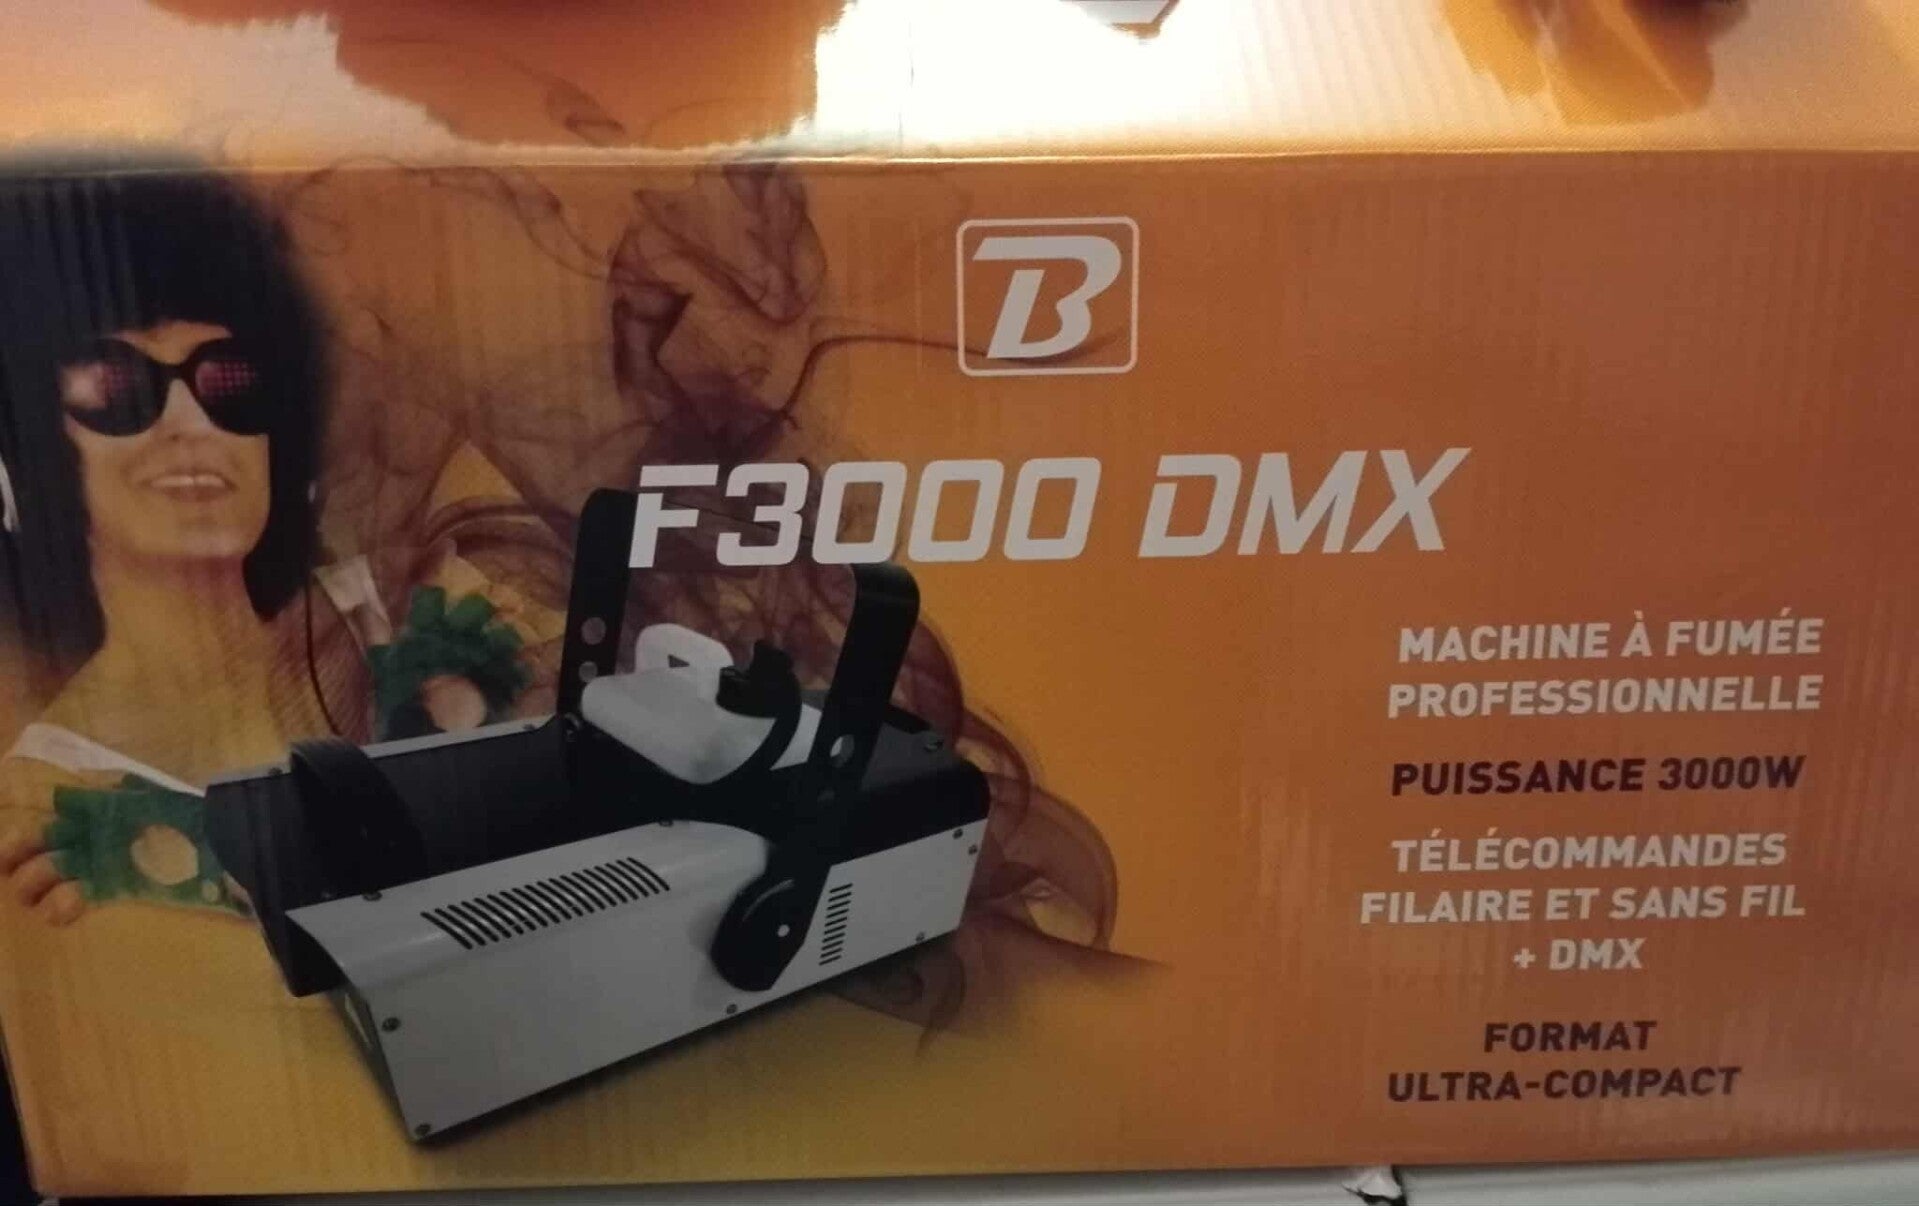 B
F3000 DMX
MACHINE À FUMÉE
PROFESSIONNELLE
PUISSANCE 3000W
TÉLÉCOMMANDES
FILAIRE ET SANS FIL
+ DMX
FORMAT
ULTRA-COMPACT